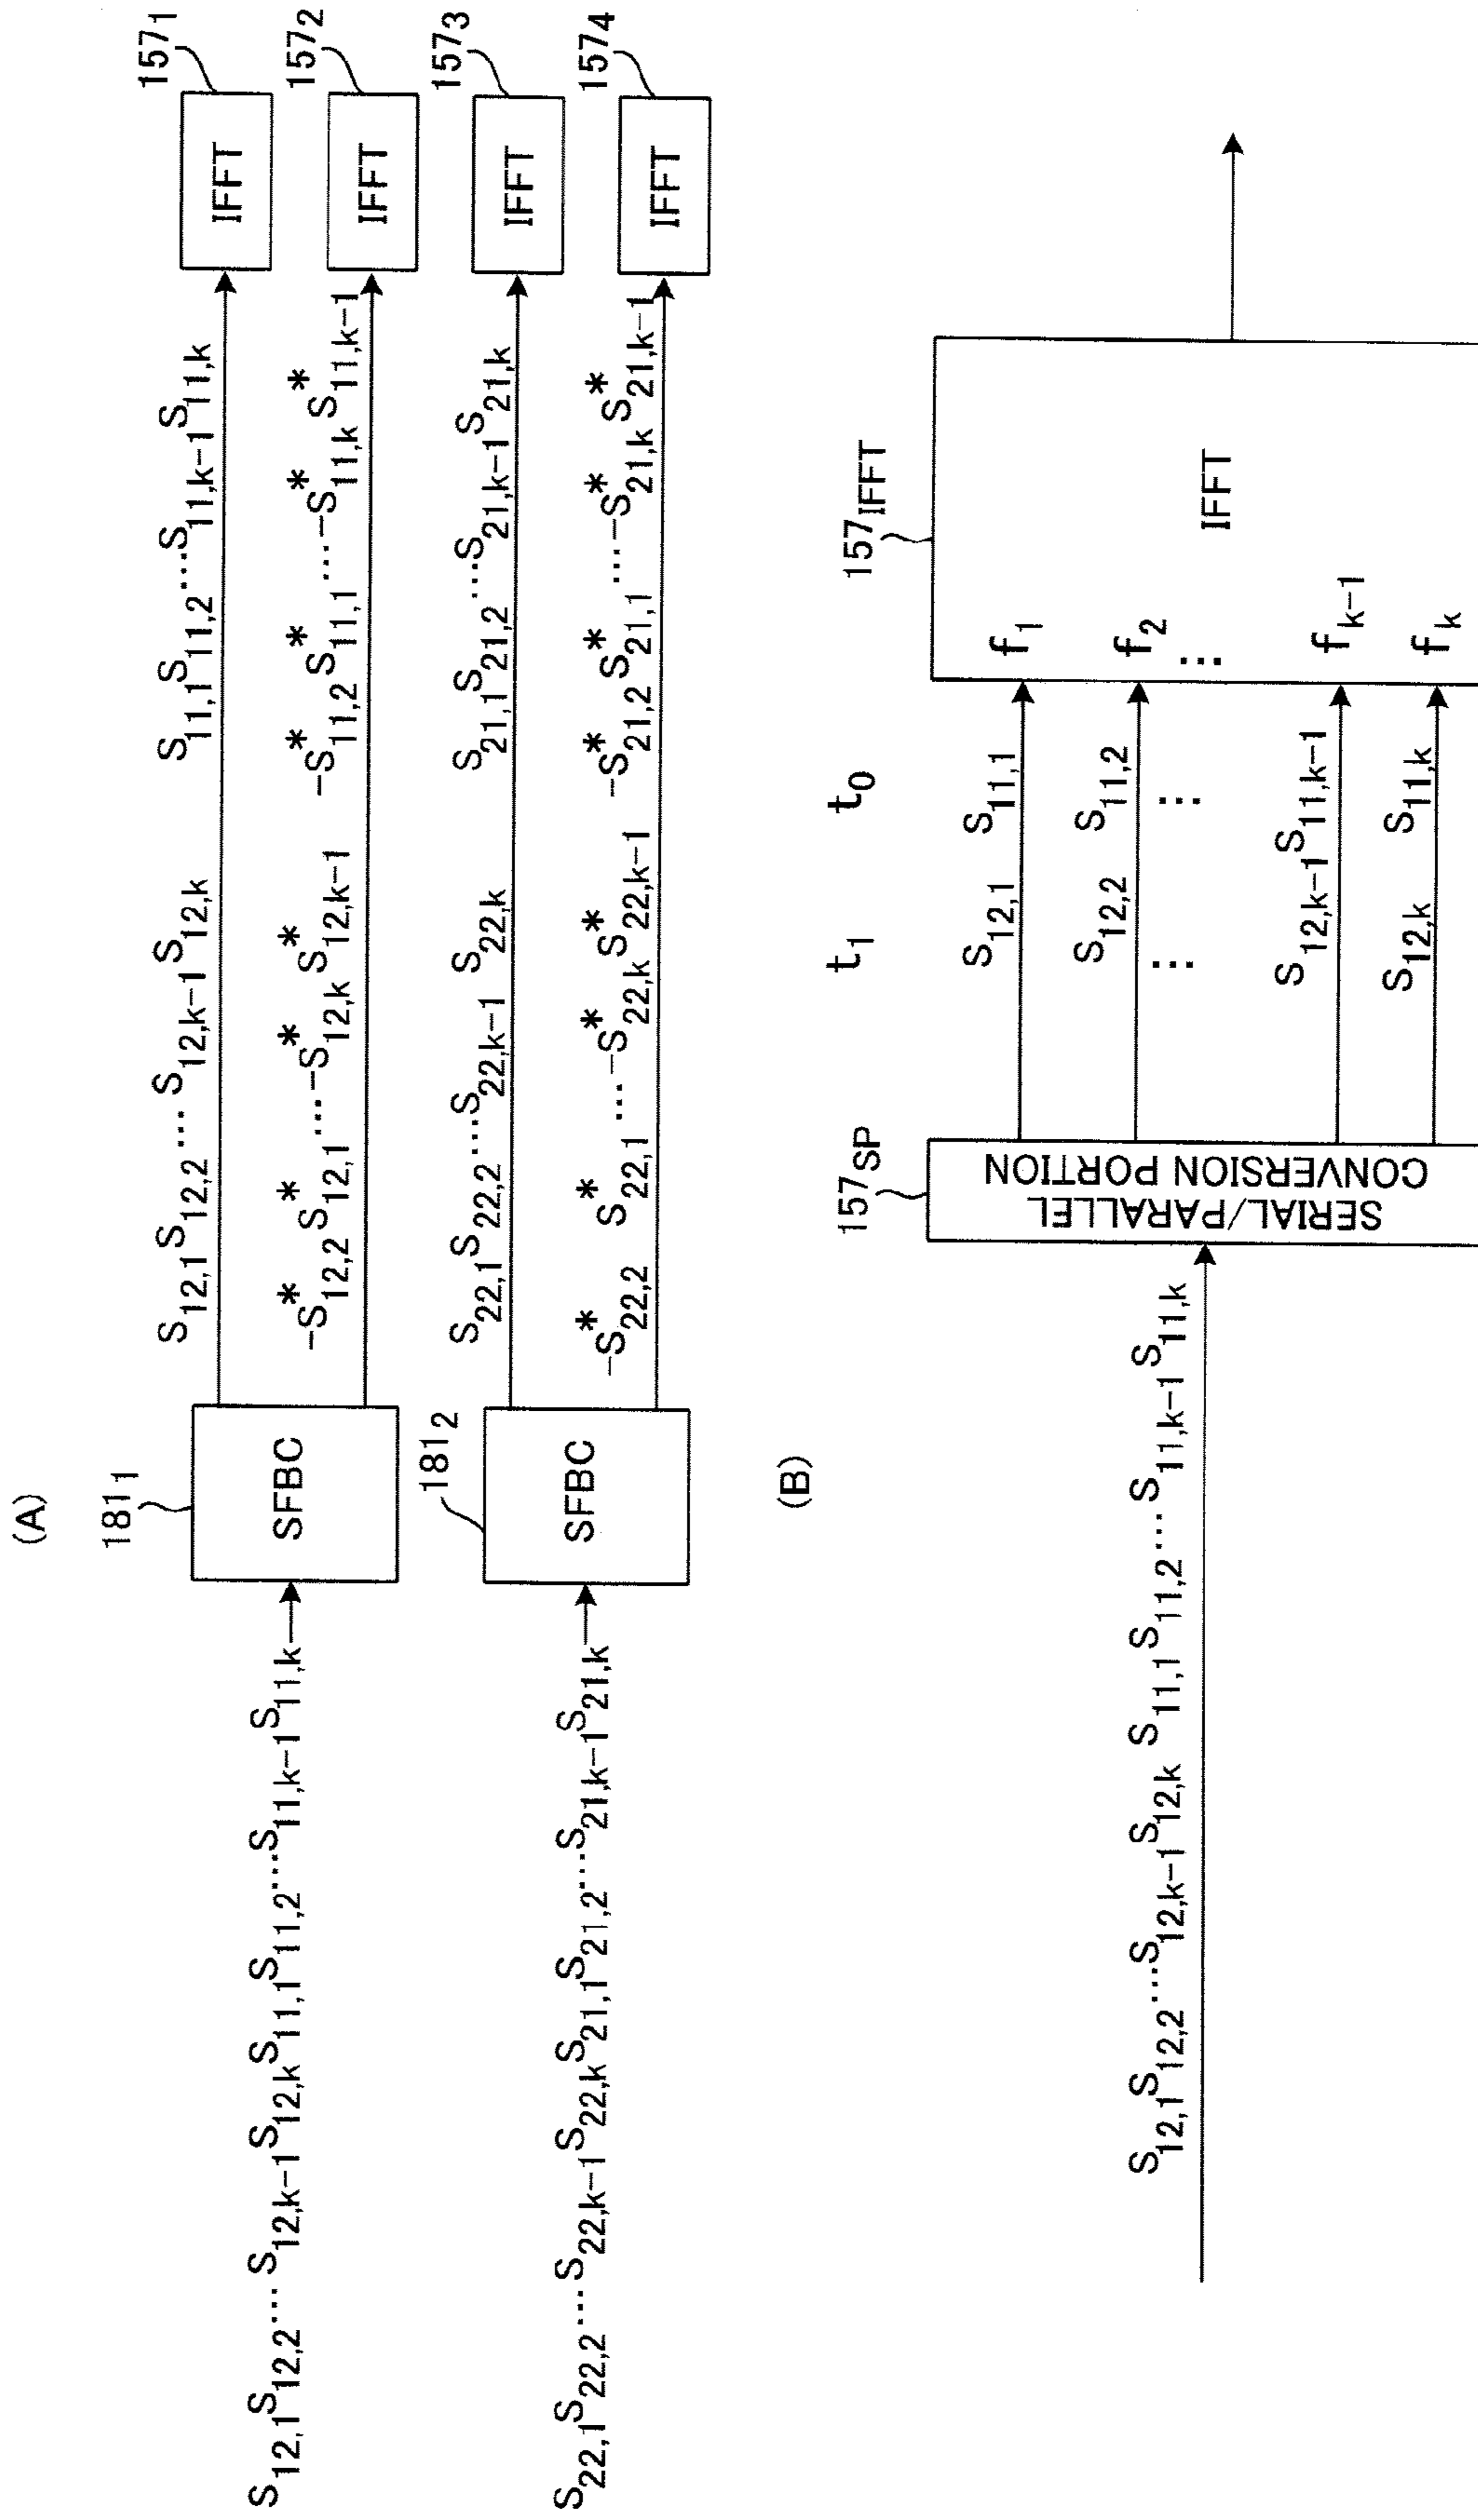 (A)
181₁
157₁
S₁₂,₁S₁₂,₂...S₁₂,ₖ₋₁S₁₂,ₖ S₁₁,₁S₁₁,₂...S₁₁,ₖ₋₁S₁₁,ₖ
IFFT
S₁₂,₁S₁₂,₂...S₁₂,ₖ₋₁S₁₂,ₖS₁₁,₁S₁₁,₂...S₁₁,ₖ₋₁S₁₁,ₖ
SFBC
157₂
-S*₁₂,₂S*₁₂,₁...-S*₁₂,ₖS*₁₂,ₖ₋₁ -S*₁₁,₂S*₁₁,₁...-S*₁₁,ₖS*₁₁,ₖ₋₁
IFFT
181₂
157₃
S₂₂,₁S₂₂,₂...S₂₂,ₖ₋₁ S₂₂,ₖ S₂₁,₁S₂₁,₂...S₂₁,ₖ₋₁S₂₁,ₖ
IFFT
S₂₂,₁S₂₂,₂...S₂₂,ₖ₋₁S₂₂,ₖS₂₁,₁S₂₁,₂...S₂₁,ₖ₋₁S₂₁,ₖ
SFBC
157₄
-S*₂₂,₂ S*₂₂,₁...-S*₂₂,ₖS*₂₂,ₖ₋₁ -S*₂₁,₂S*₂₁,₁...-S*₂₁,ₖS*₂₁,ₖ₋₁
IFFT
(B)
157SP
t₁ t₀
157IFFT
S₁₂,₁ S₁₁,₁ f₁
S₁₂,₂ S₁₁,₂ f₂
... ... ...
S₁₂,₁S₁₂,₂...S₁₂,ₖ₋₁S₁₂,ₖ S₁₁,₁S₁₁,₂...S₁₁,ₖ₋₁S₁₁,ₖ
SERIAL/PARALLEL
CONVERSION PORTION
IFFT
S₁₂,ₖ₋₁S₁₁,ₖ₋₁ fₖ₋₁
S₁₂,ₖ S₁₁,ₖ fₖ